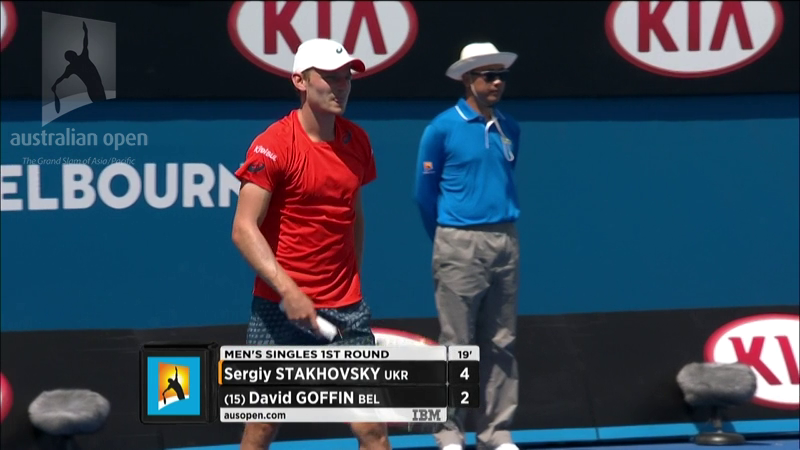 KIA
KIA
australian open
The Grand Slam of Asia/Pacific
ELBOURN
MEN'S SINGLES 1ST ROUND 19'
Sergiy STAKHOVSKY UKR 4
(15) David GOFFIN BEL 2
ausopen.com IBM